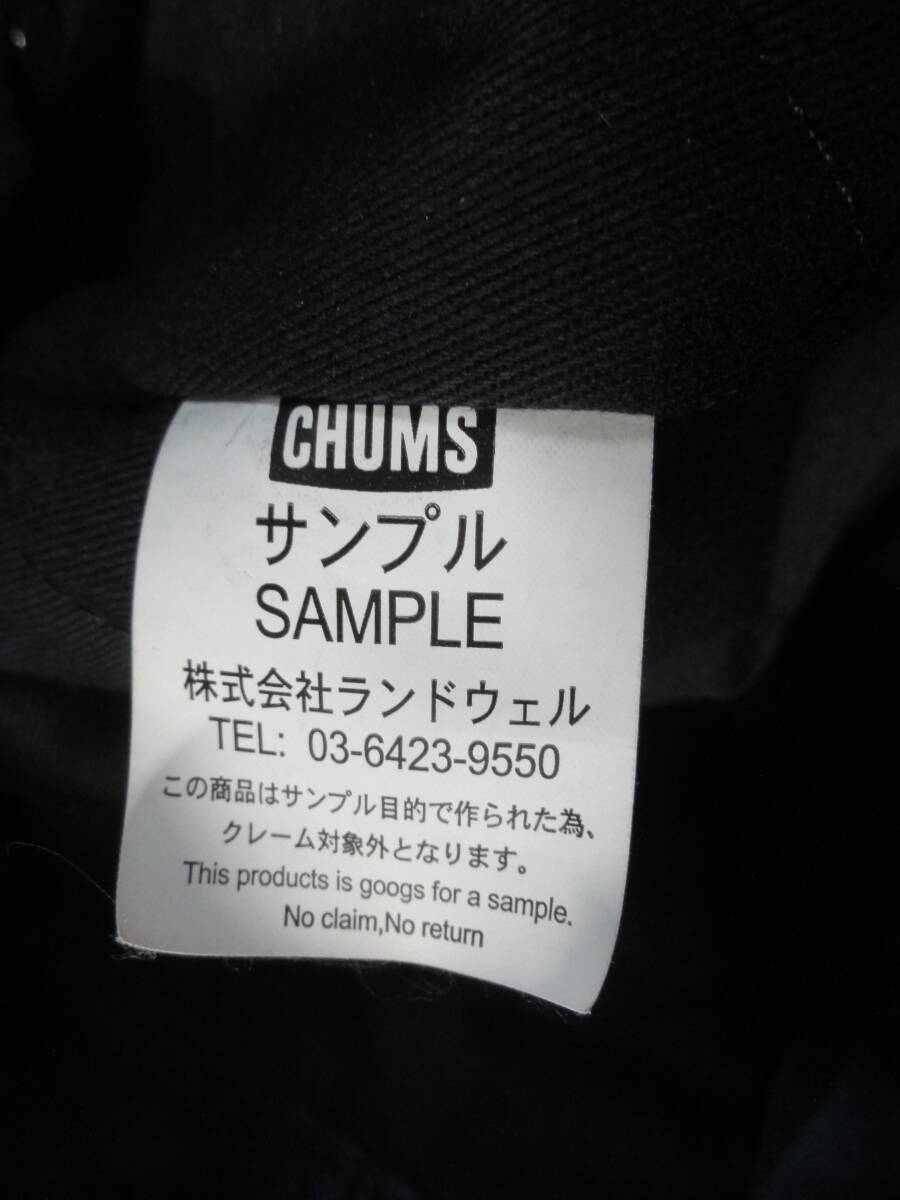 CHUMS
サンプル
SAMPLE
株式会社ランドウェル
TEL: 03-6423-9550
この商品はサンプル目的で作られた為、
クレーム対象外となります。
This products is googs for a sample.
No claim,No return